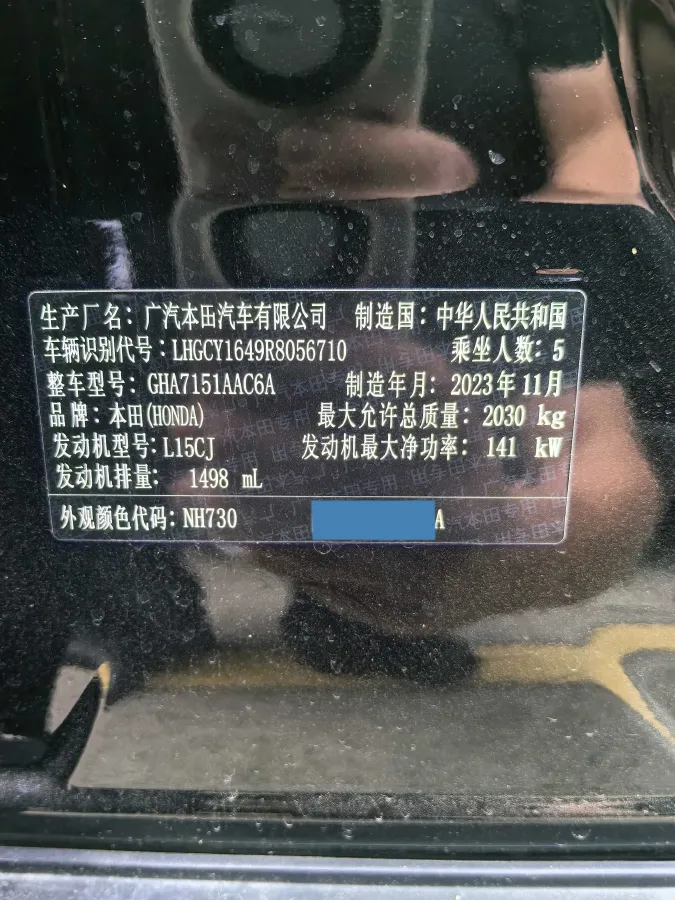 生产厂名：广汽本田汽车有限公司 制造国：中华人民共和国
车辆识别代号：LHGCY1649R8056710 乘坐人数：5
整车型号：GHA7151AAC6A 制造年月：2023年11月
品牌：本田(HONDA) 最大允许总质量：2030 kg
发动机型号：L15CJ 发动机最大净功率：141 kW
发动机排量：1498 mL
外观颜色代码：NH730 A